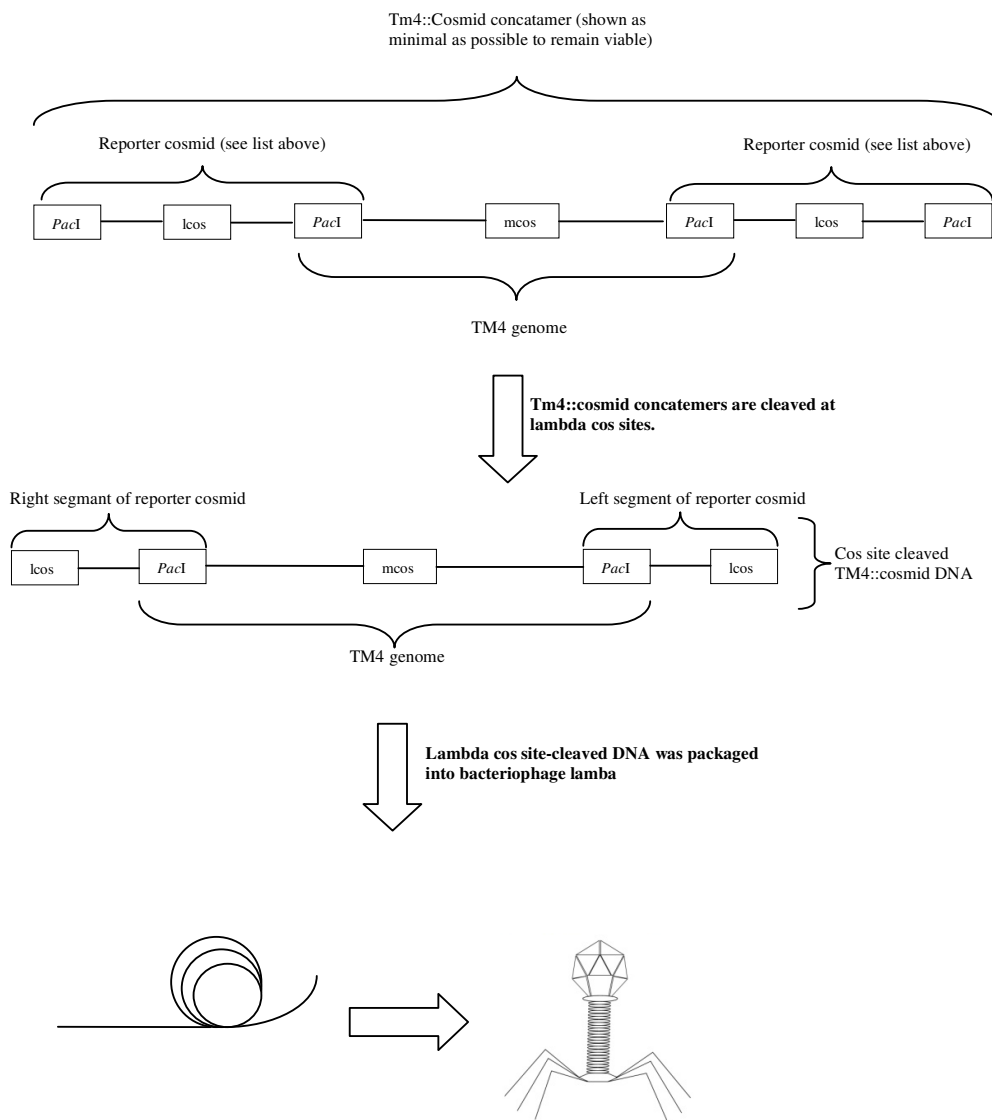 Tm4::Cosmid concatamer (shown as
minimal as possible to remain viable)
Reporter cosmid (see list above)
Reporter cosmid (see list above)
PacI
lcos
PacI
mcos
PacI
lcos
PacI
TM4 genome
Tm4::cosmid concatemers are cleaved at
lambda cos sites.
Right segmant of reporter cosmid
Left segment of reporter cosmid
lcos
PacI
mcos
PacI
lcos
Cos site cleaved
TM4::cosmid DNA
TM4 genome
Lambda cos site-cleaved DNA was packaged
into bacteriophage lamba